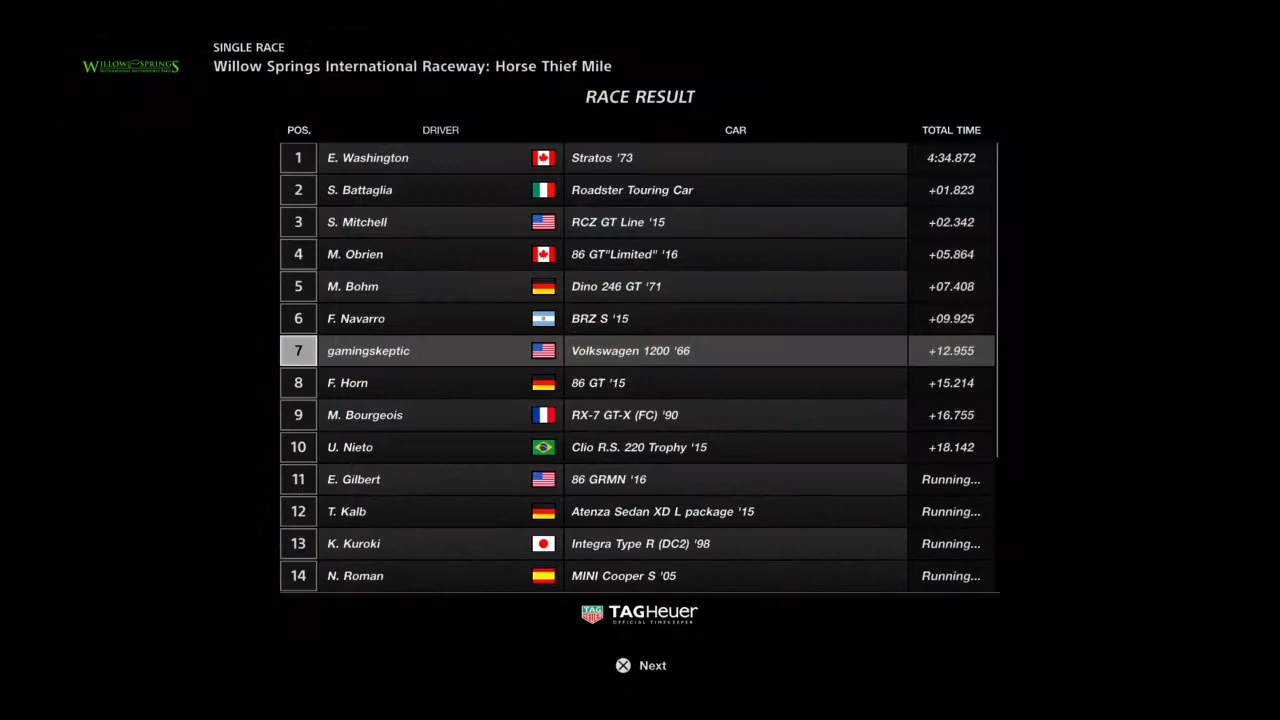 SINGLE RACE
WILLOW SPRINGS
Willow Springs International Raceway: Horse Thief Mile
RACE RESULT
POS. DRIVER CAR TOTAL TIME
1 E. Washington Stratos '73 4:34.872
2 S. Battaglia Roadster Touring Car +01.823
3 S. Mitchell RCZ GT Line '15 +02.342
4 M. Obrien 86 GT"Limited" '16 +05.864
5 M. Bohm Dino 246 GT '71 +07.408
6 F. Navarro BRZ S '15 +09.925
7 gamingskeptic Volkswagen 1200 '66 +12.955
8 F. Horn 86 GT '15 +15.214
9 M. Bourgeois RX-7 GT-X (FC) '90 +16.755
10 U. Nieto Clio R.S. 220 Trophy '15 +18.142
11 E. Gilbert 86 GRMN '16 Running...
12 T. Kalb Atenza Sedan XD L package '15 Running...
13 K. Kuroki Integra Type R (DC2) '98 Running...
14 N. Roman MINI Cooper S '05 Running...
TAG HEUER TAGHeuer
OFFICIAL TIMEKEEPER
Next